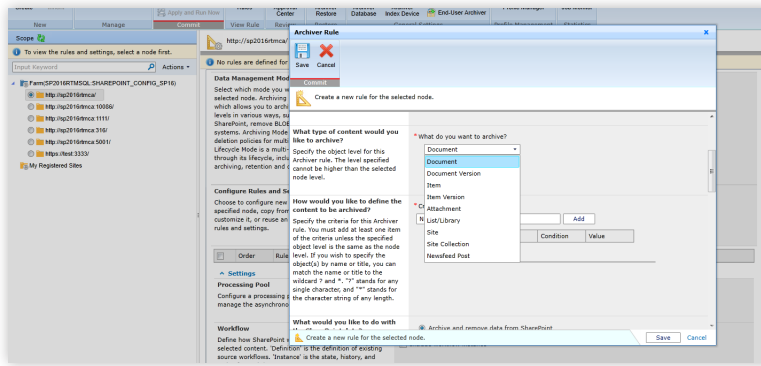 Apply and Run Now
Center
Restore
Database
Index Device
End-User Archiver
New
Manage
Commit
View Rule
Scope
To view the rules and settings, select a node first.
Input Keyword
Actions
Farm(SP2016RTMSQL:SHAREPOINT_CONFIG_SP16)
http://sp2016rtmca/
http://sp2016rtmca:10086/
http://sp2016rtmca:1111/
http://sp2016rtmca:316/
http://sp2016rtmca:5001/
https://test:3333/
My Registered Sites
http://sp2016rtmca/
No rules are defined for
Data Management Mod
Select which mode you w
selected node. Archiving
which allows you to archi
levels in various ways, su
SharePoint, remove BLOB
systems. Archiving Mode
deletion policies for multi
Lifecycle Mode is a multi-
through its lifecycle, inclu
archiving, retention and d
Configure Rules and Se
Choose to configure new
specified node, copy from
customize it, or reuse an
rules and settings.
Order
Rule
Settings
Processing Pool
Configure a processing p
manage the asynchrono
Workflow
Define how SharePoint w
selected content. 'Definition' is the definition of existing
source workflows. 'Instance' is the state, history, and
Archiver Rule
x
Save
Cancel
Commit
Create a new rule for the selected node.
What type of content would you
like to archive?
Specify the object level for this
Archiver rule. The level specified
cannot be higher than the selected
node level.
* What do you want to archive?
Document
Document
Document Version
Item
Item Version
Attachment
List/Library
Site
Site Collection
Newsfeed Post
How would you like to define the
content to be archived?
Specify the criteria for this Archiver
rule. You must add at least one item
of the criteria unless the specified
object level is the same as the node
level. If you wish to specify the
object(s) by name or title, you can
match the name or title to the
wildcard ? and *. "?" stands for any
single character, and "*" stands for
the character string of any length.
Add
Condition
Value
What would you like to do with
Archive and remove data from SharePoint
Create a new rule for the selected node.
Save
Cancel